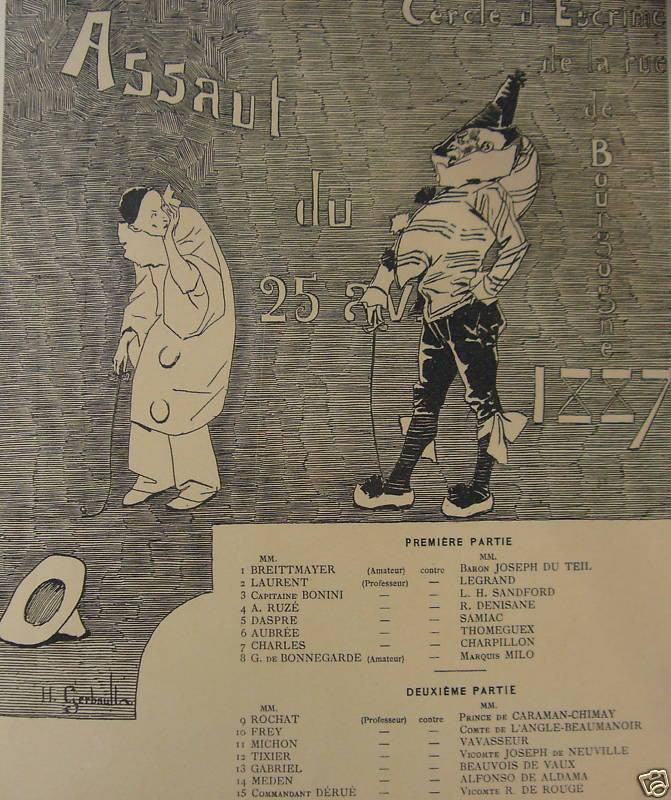 Assaut
du
25 av
Cercle d'Escrime
de la rue
de
Bourgogne
1887
PREMIÈRE PARTIE
MM. MM.
1 BREITTMAYER (Amateur) contre Baron JOSEPH DU TEIL
2 LAURENT (Professeur) — LEGRAND
3 Capitaine BONINI — — L. H. SANDFORD
4 A. RUZÉ — — R. DENISANE
5 DASPRE — — SAMIAC
6 AUBRÉE — — THOMEGUEX
7 CHARLES — — CHARPILLON
8 G. de BONNEGARDE (Amateur) — Marquis MILO
DEUXIÈME PARTIE
MM. MM.
9 ROCHAT (Professeur) contre Prince de CARAMAN-CHIMAY
10 FREY — — Comte de L'ANGLE-BEAUMANOIR
11 MICHON — — VAVASSEUR
12 TIXIER — — Vicomte JOSEPH de NEUVILLE
13 GABRIEL — — BEAUVOIS DE VAUX
14 MEDEN — — ALFONSO DE ALDAMA
15 Commandant DÉRUÉ — — Vicomte R. DE ROUGÉ
H. Gerbault